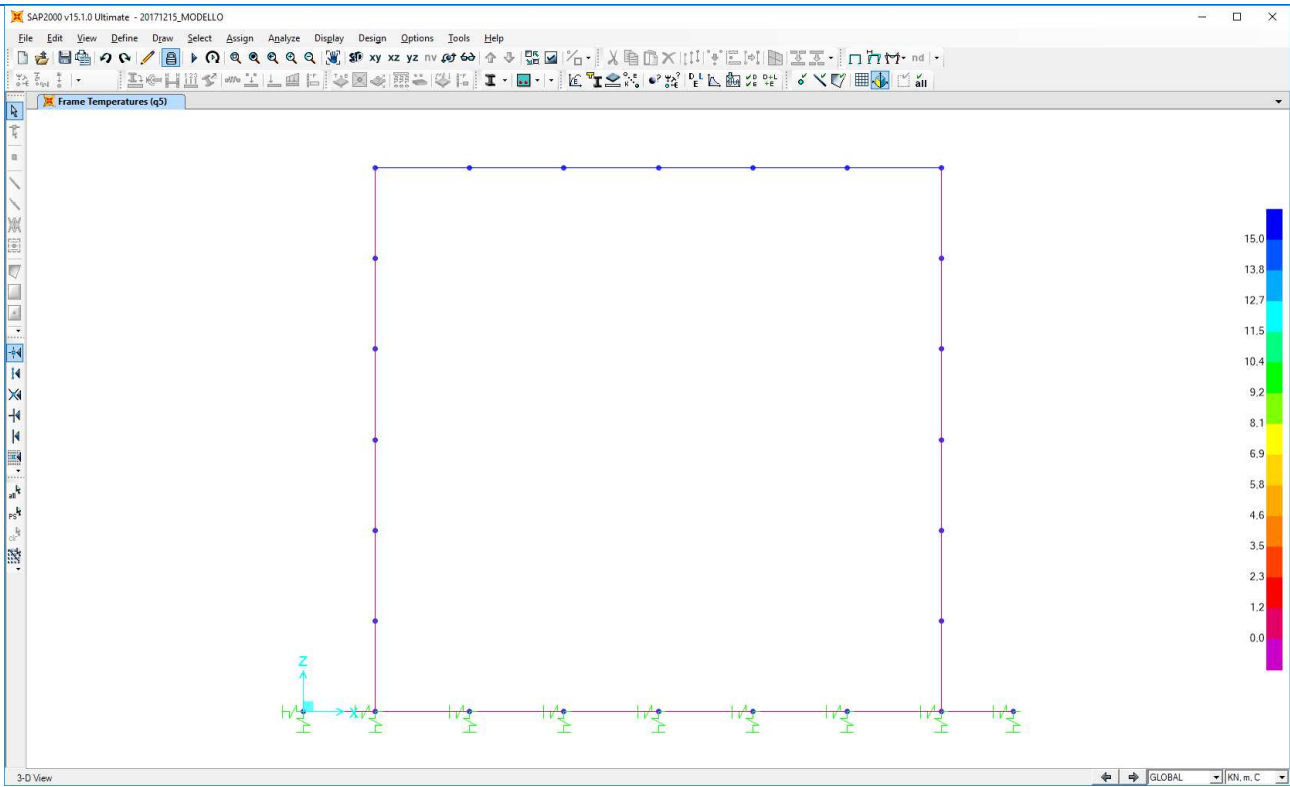 SAP2000 v15.1.0 Ultimate - 20171215_MODELLO
File Edit View Define Draw Select Assign Analyze Display Design Options Tools Help
xy xz yz nv nd
all
Frame Temperatures (q5)
15.0
13.8
12.7
11.5
10.4
9.2
8.1
6.9
5.8
4.6
3.5
2.3
1.2
0.0
all
PS
clr
Z
X
3-D View GLOBAL KN, m, C